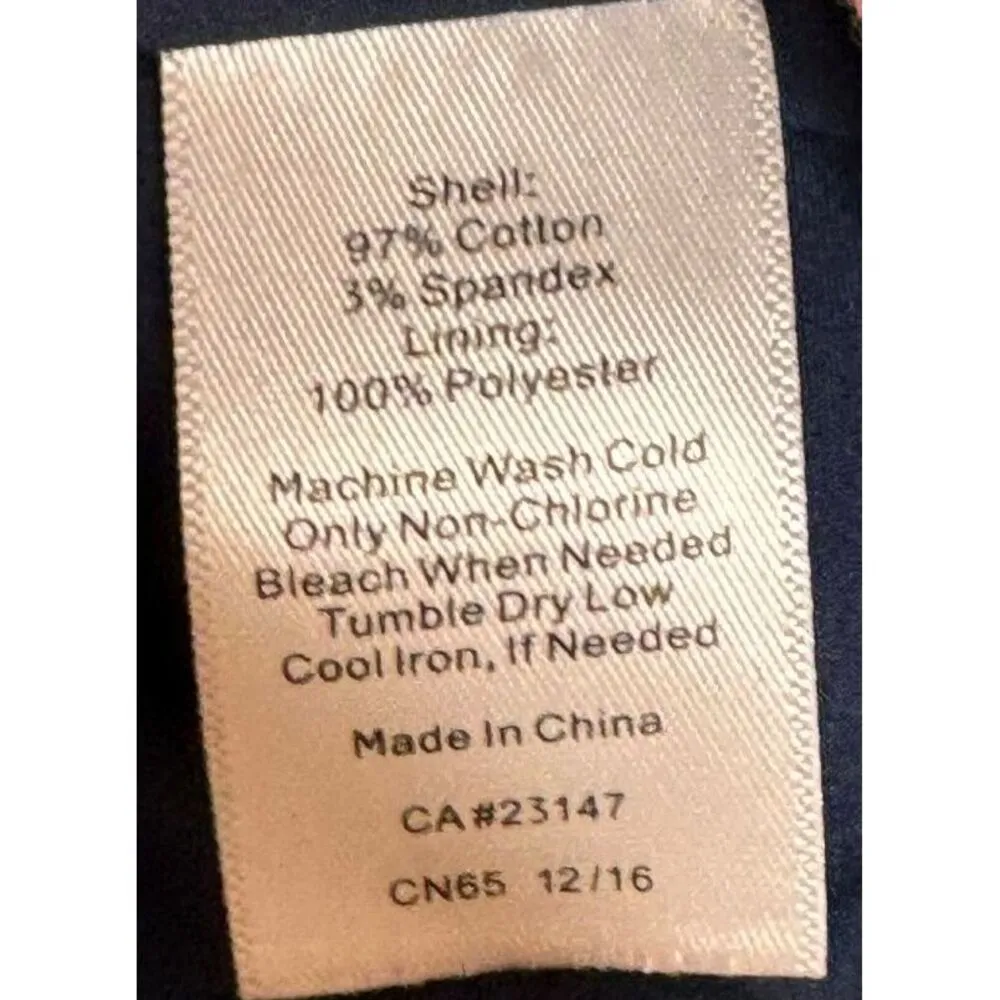 Shell:
97% Cotton
3% Spandex
Lining:
100% Polyester
Machine Wash Cold
Only Non-Chlorine
Bleach When Needed
Tumble Dry Low
Cool Iron, If Needed
Made In China
CA#23147
CN65 12/16